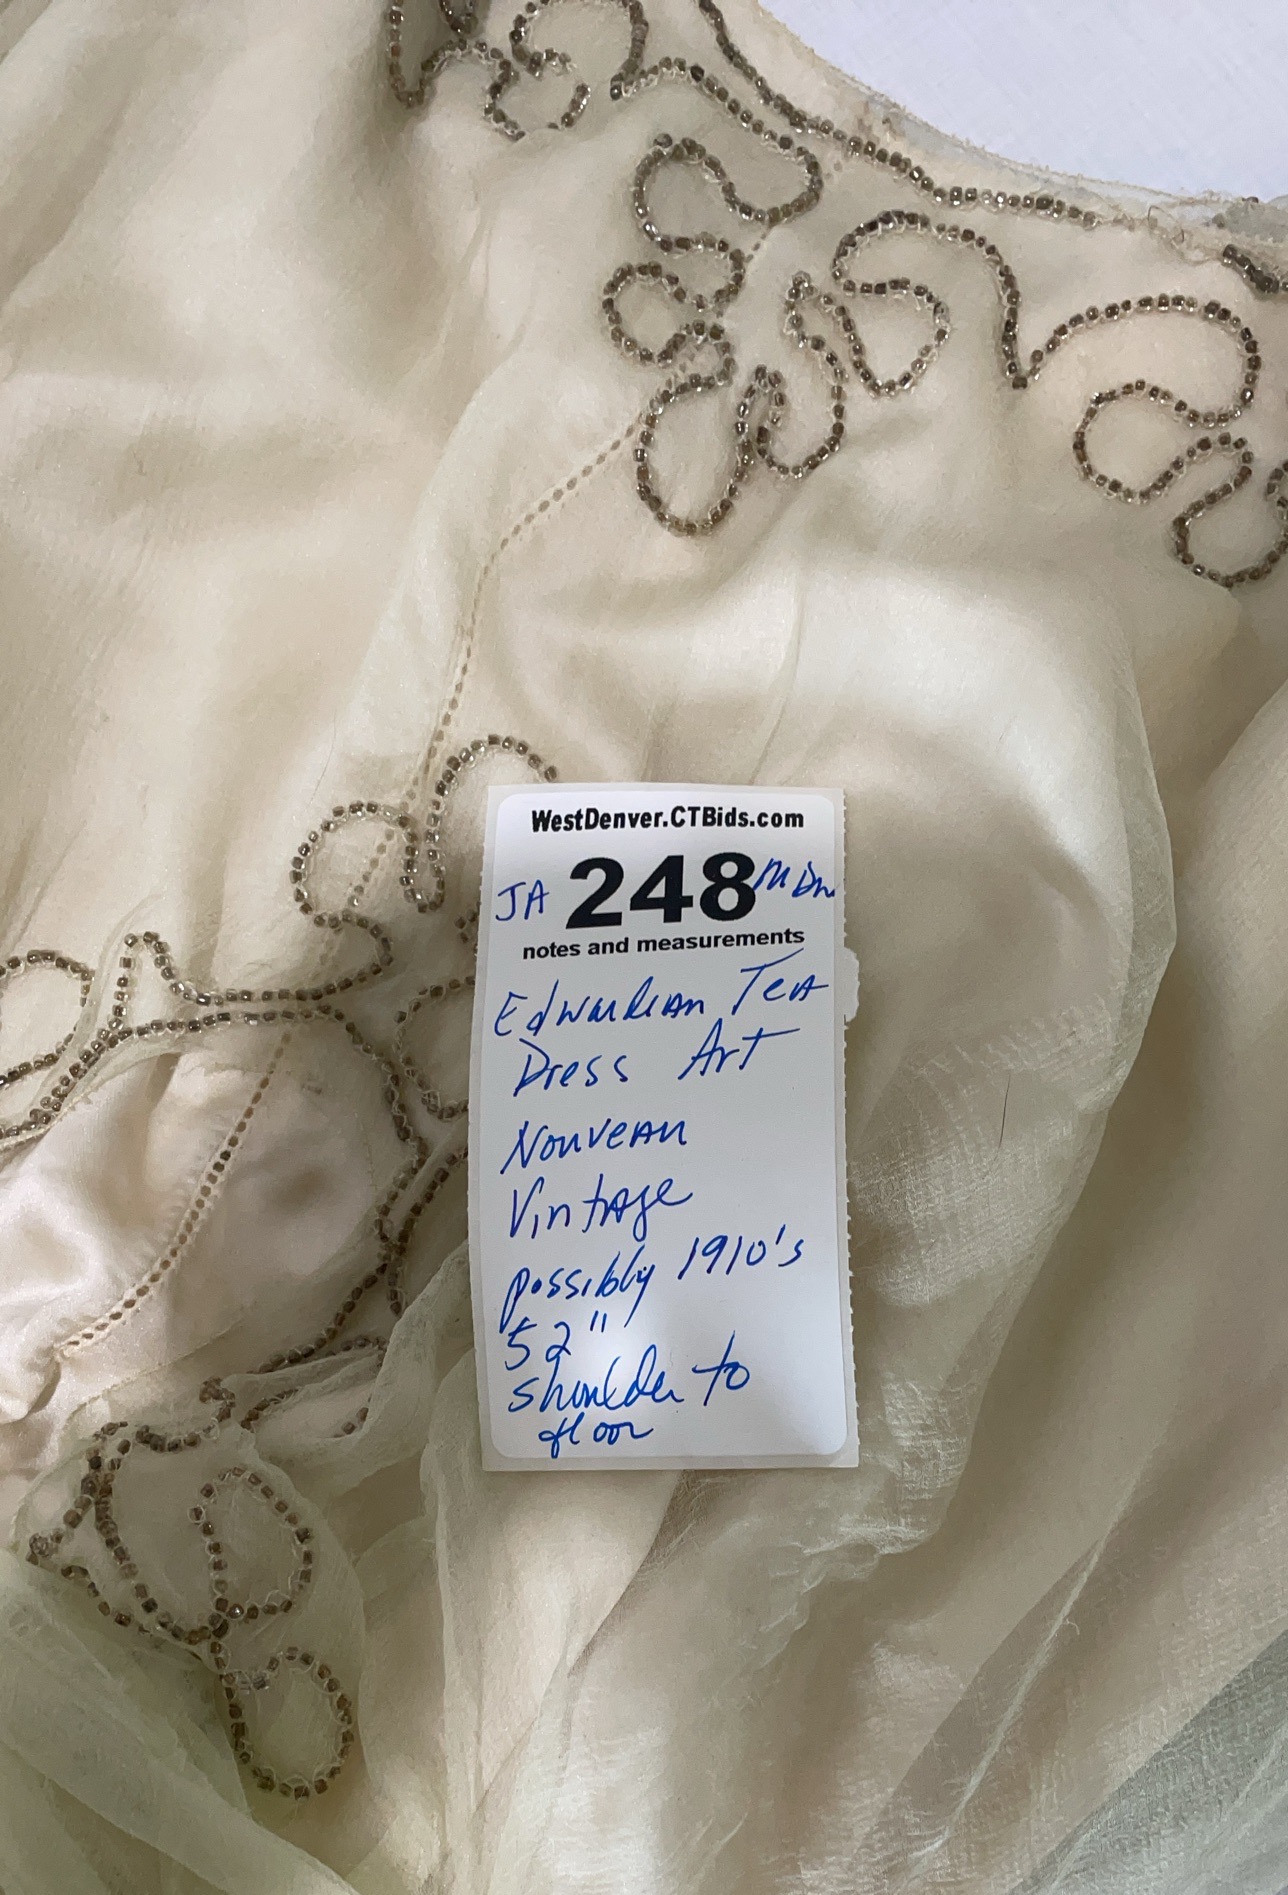 WestDenver.CTBids.com
JA 248
notes and measurements
Edwardian Tea
Dress Art
Nouveau
Vintage
possibly 1910's
52"
shoulder to
floor